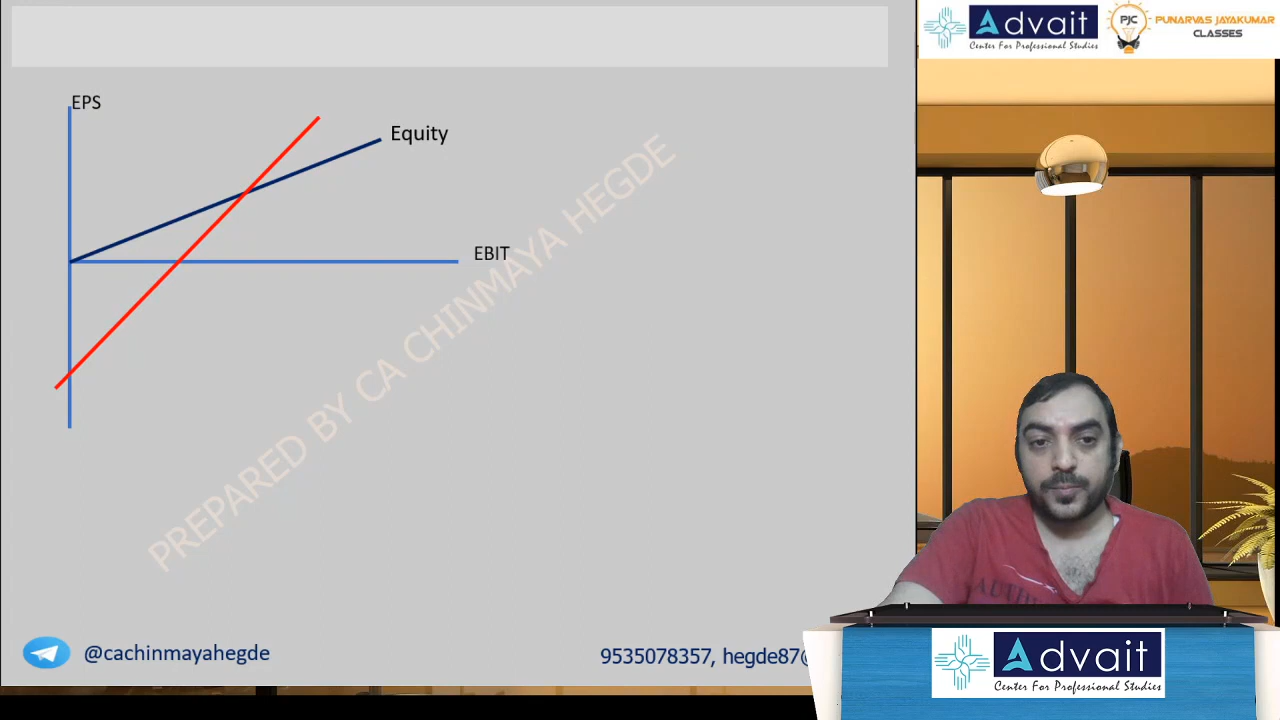 EPS
Equity
EBIT
PREPARED BY CA CHINMAYA HEGDE
@cachinmayahegde
9535078357, hegde87@
Advait
Center For Professional Studies
PJC
PUNARVAS JAYAKUMAR
CLASSES
Advait
Center For Professional Studies